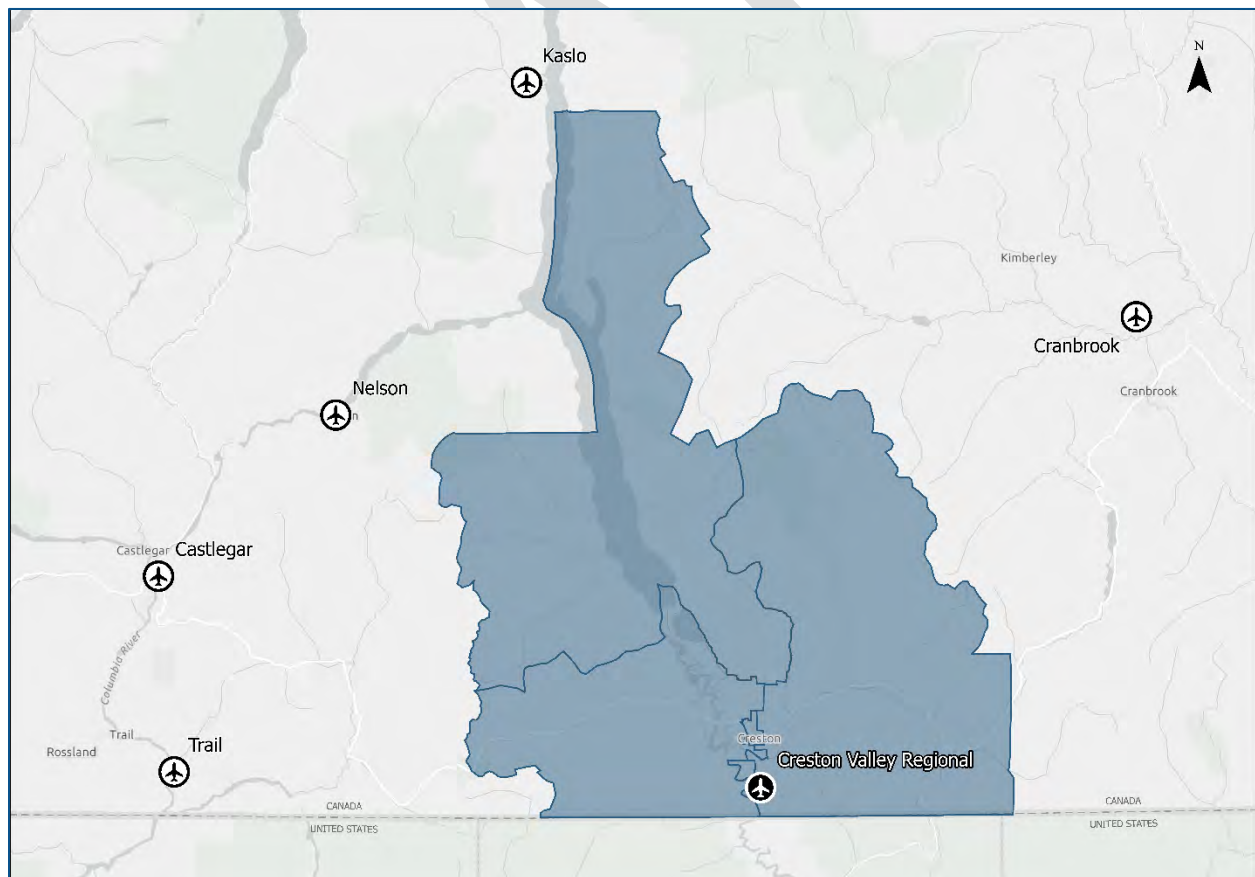 Kaslo
N
Kimberley
Cranbrook
Cranbrook
Nelson
n
Castlegar
Castlegar
Columbia River
Trail
Rossland
Trail
Creston
Creston Valley Regional
CANADA
UNITED STATES
CANADA
UNITED STATES